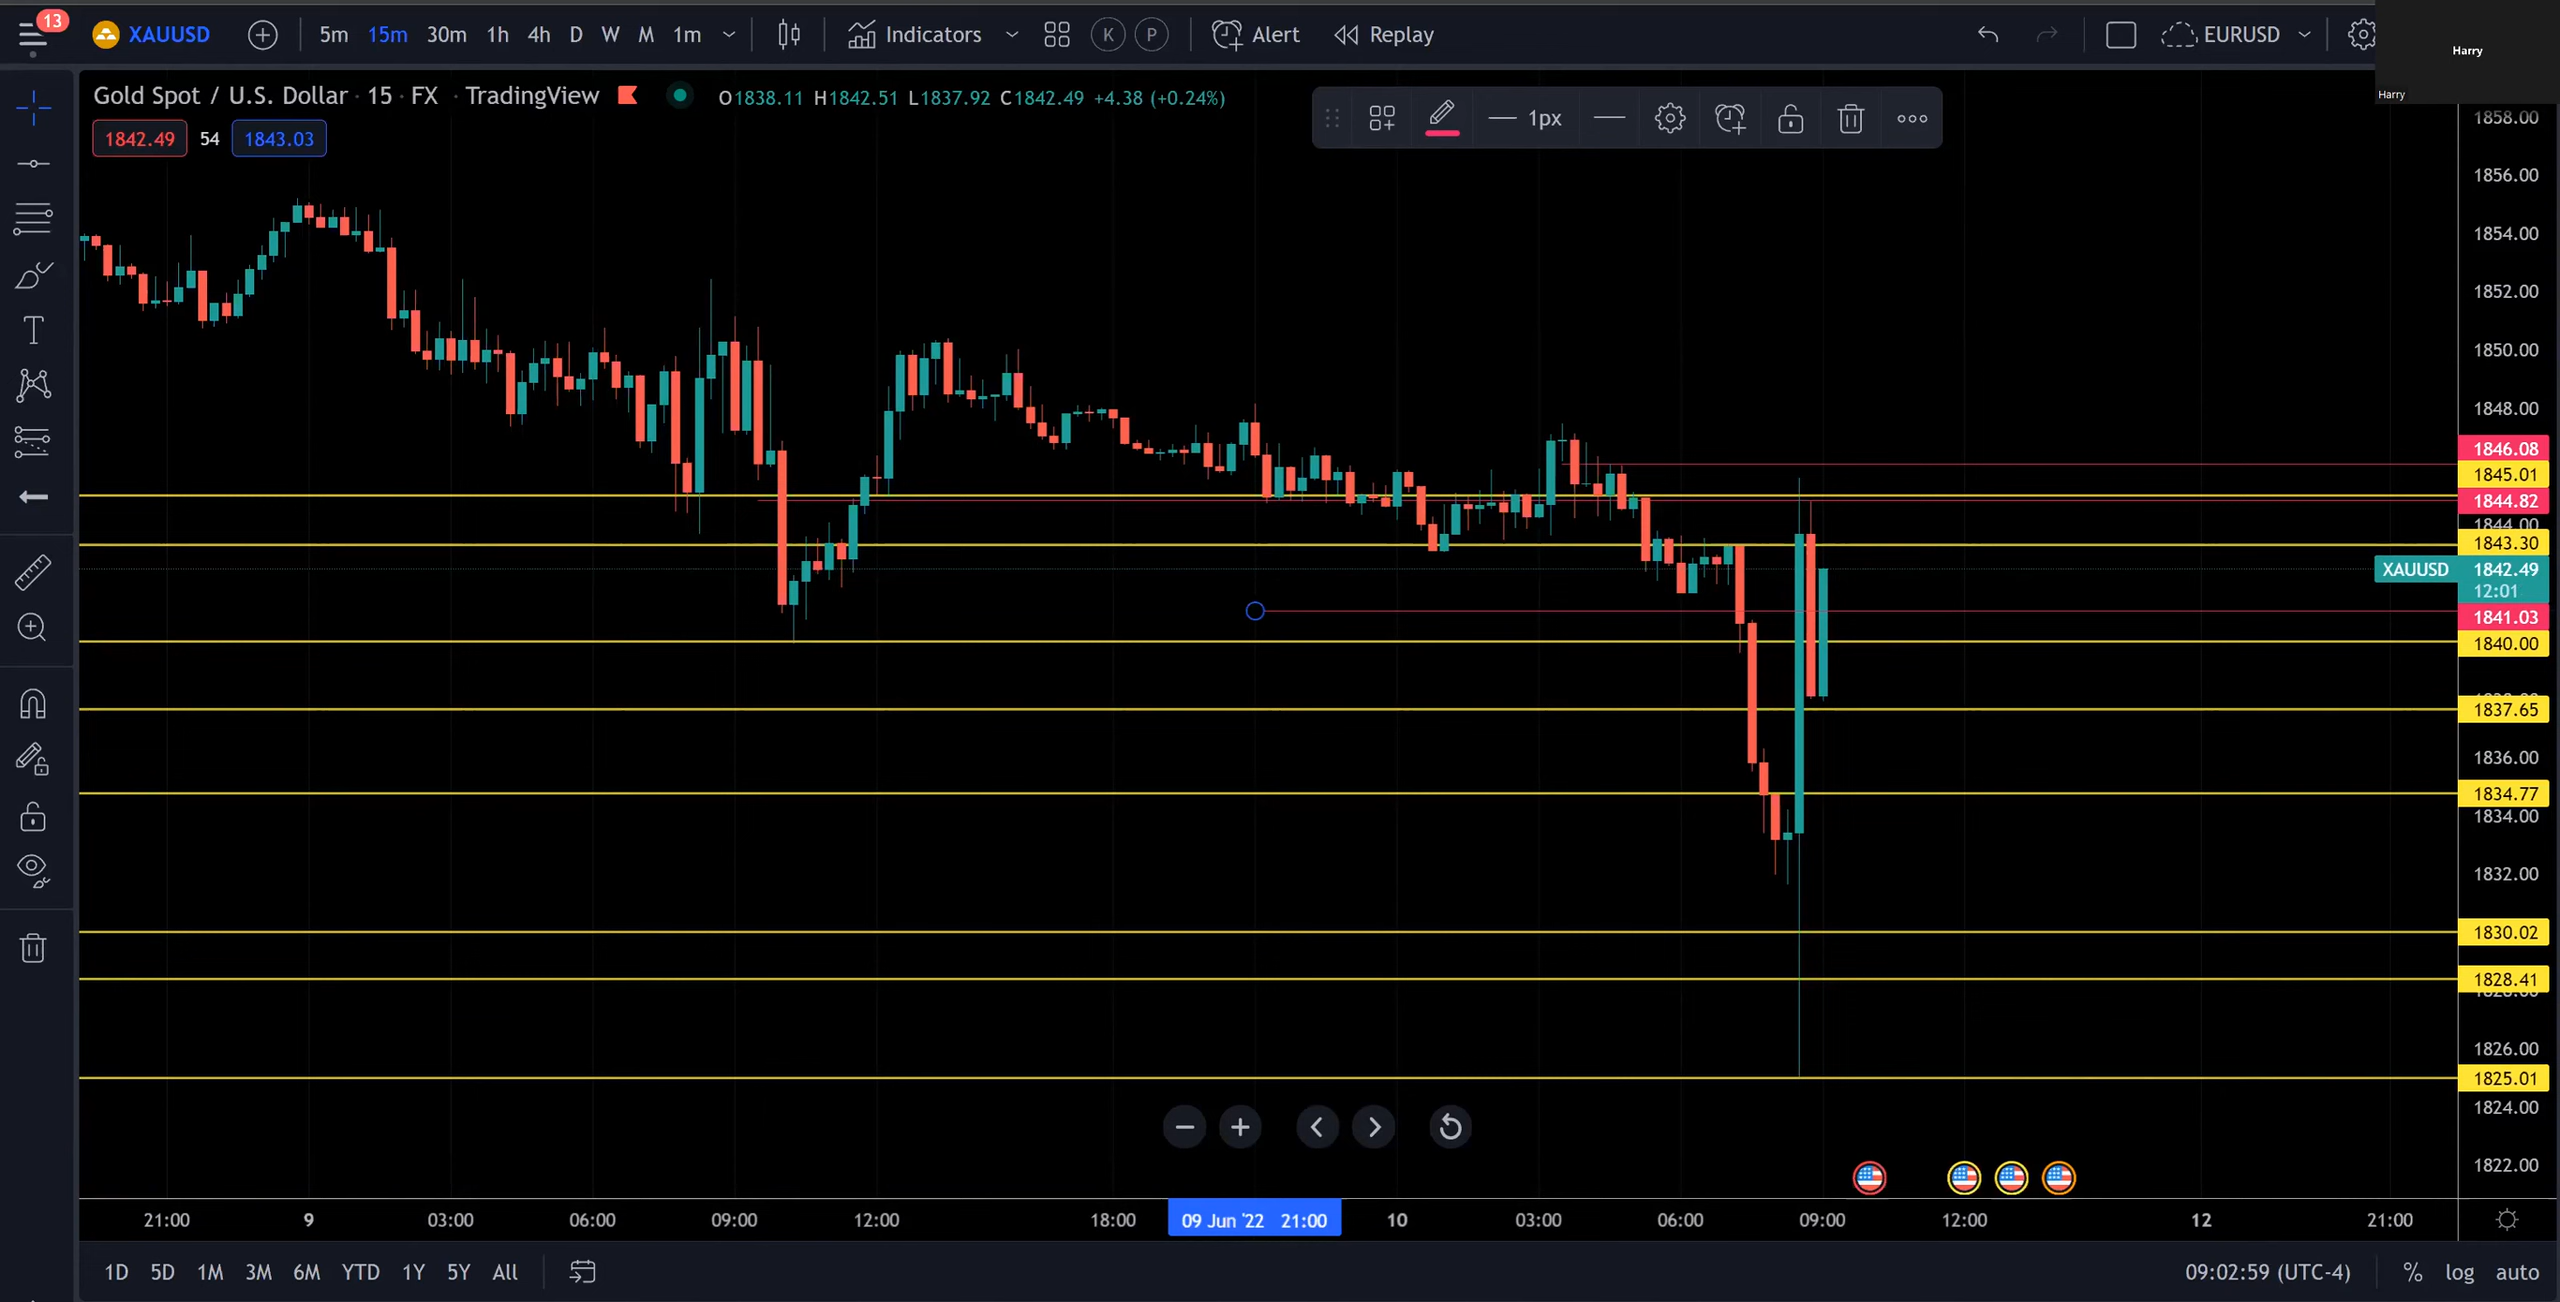 13
XAUUSD
5m 15m 30m 1h 4h D W M 1m
Indicators
K P
Alert
Replay
EURUSD
Harry
Harry
Gold Spot / U.S. Dollar · 15 · FX · TradingView
O1838.11 H1842.51 L1837.92 C1842.49 +4.38 (+0.24%)
1842.49 54 1843.03
1px
T
1858.00
1856.00
1854.00
1852.00
1850.00
1848.00
1846.08
1845.01
1844.82
1844.00
1843.30
XAUUSD 1842.49
12:01
1841.03
1840.00
1837.65
1836.00
1834.77
1834.00
1832.00
1830.02
1828.41
1826.00
1825.01
1824.00
1822.00
21:00 9 03:00 06:00 09:00 12:00 18:00 09 Jun '22 21:00 10 03:00 06:00 09:00 12:00 12 21:00
1D 5D 1M 3M 6M YTD 1Y 5Y All
09:02:59 (UTC-4) % log auto